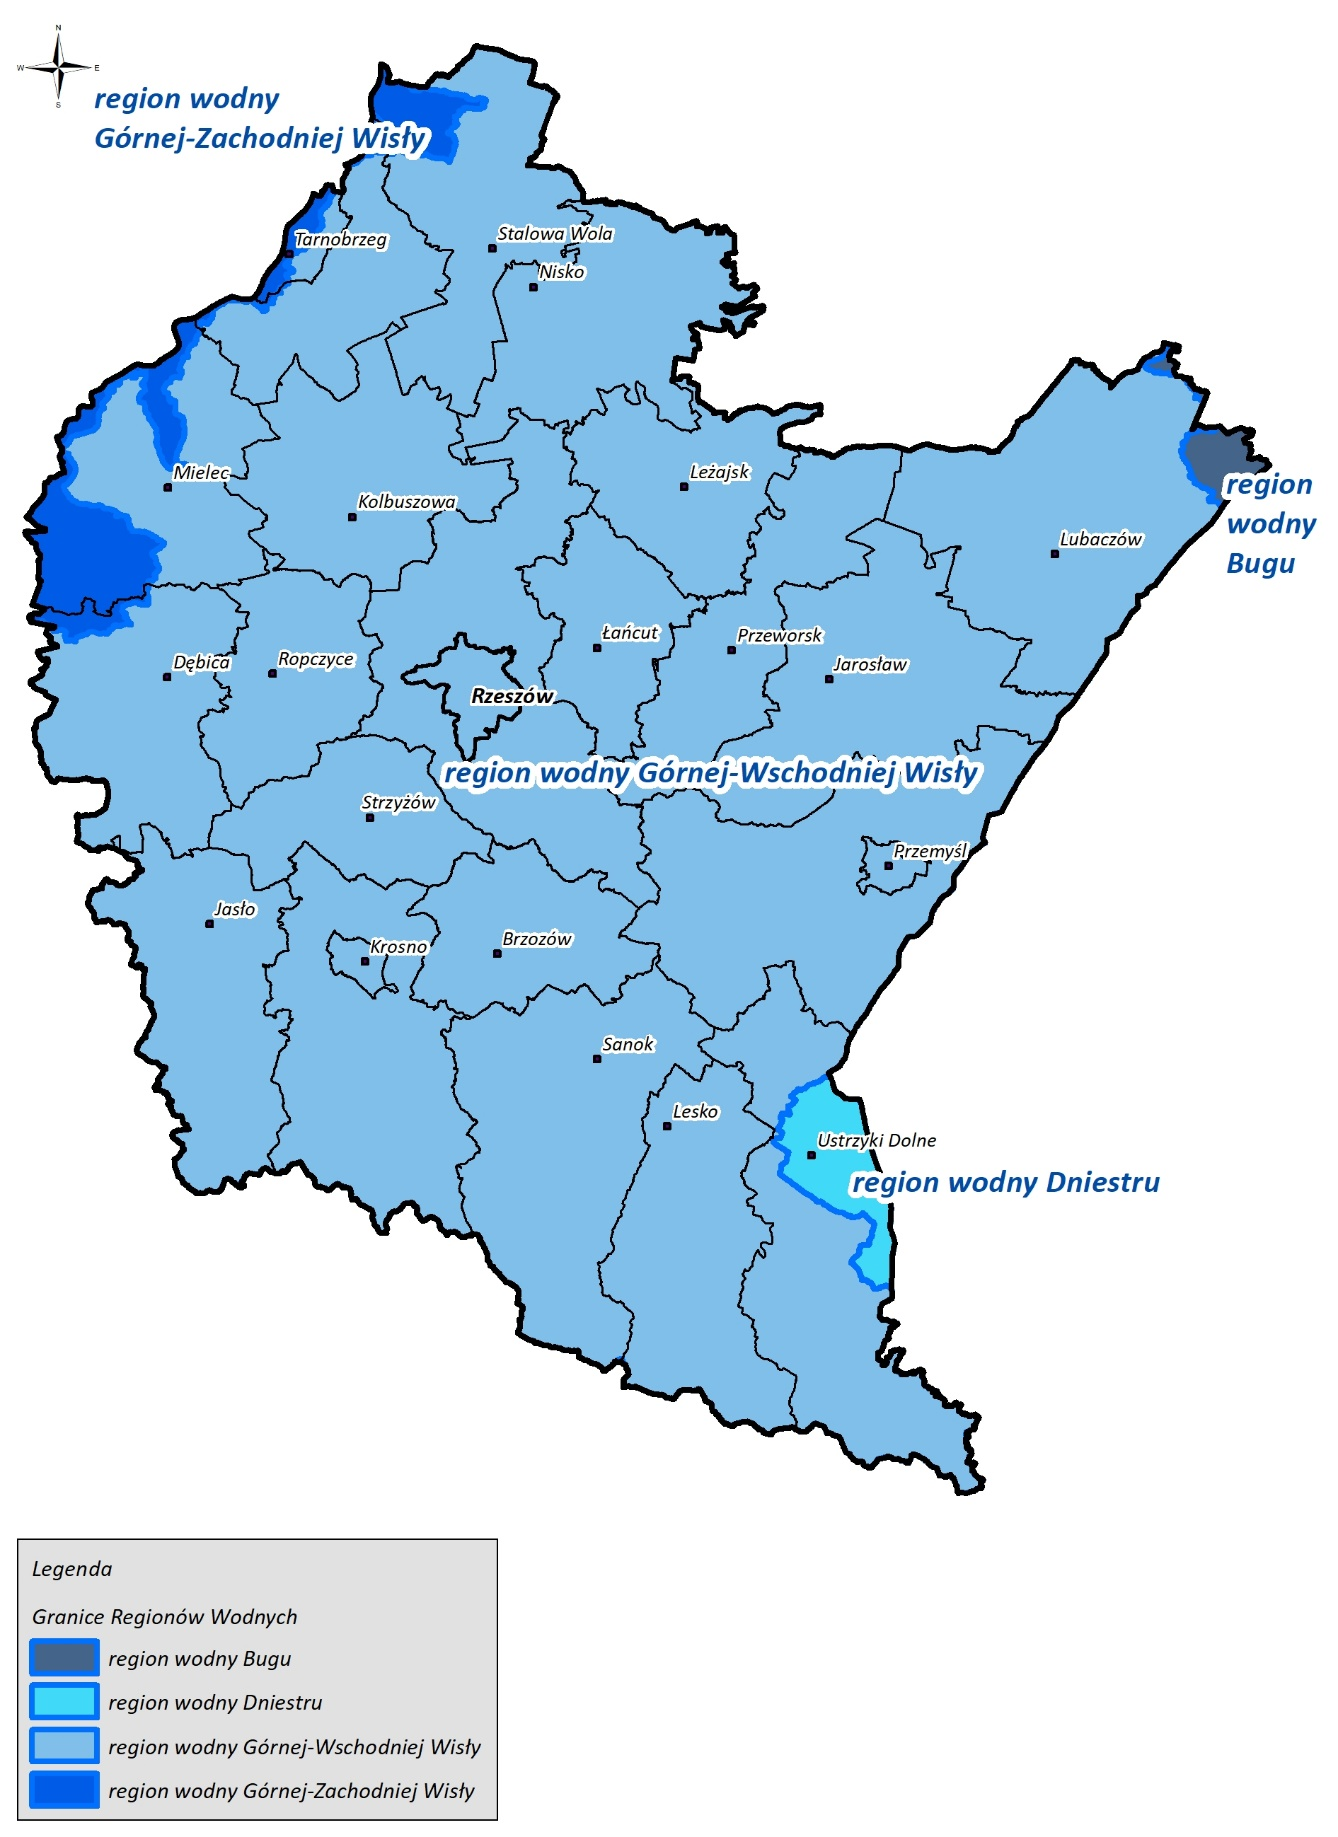 N
W
E
S
region wodny
Górnej-Zachodniej Wisły
Tarnobrzeg
Stalowa Wola
Nisko
Mielec
Kolbuszowa
Leżajsk
region
wodny
Bugu
Lubaczów
Łańcut
Przeworsk
Jarosław
Dębica
Ropczyce
Rzeszów
region wodny Górnej-Wschodniej Wisły
Strzyżów
Przemyśl
Jasło
Krosno
Brzozów
Sanok
Lesko
Ustrzyki Dolne
region wodny Dniestru
Legenda
Granice Regionów Wodnych
region wodny Bugu
region wodny Dniestru
region wodny Górnej-Wschodniej Wisły
region wodny Górnej-Zachodniej Wisły